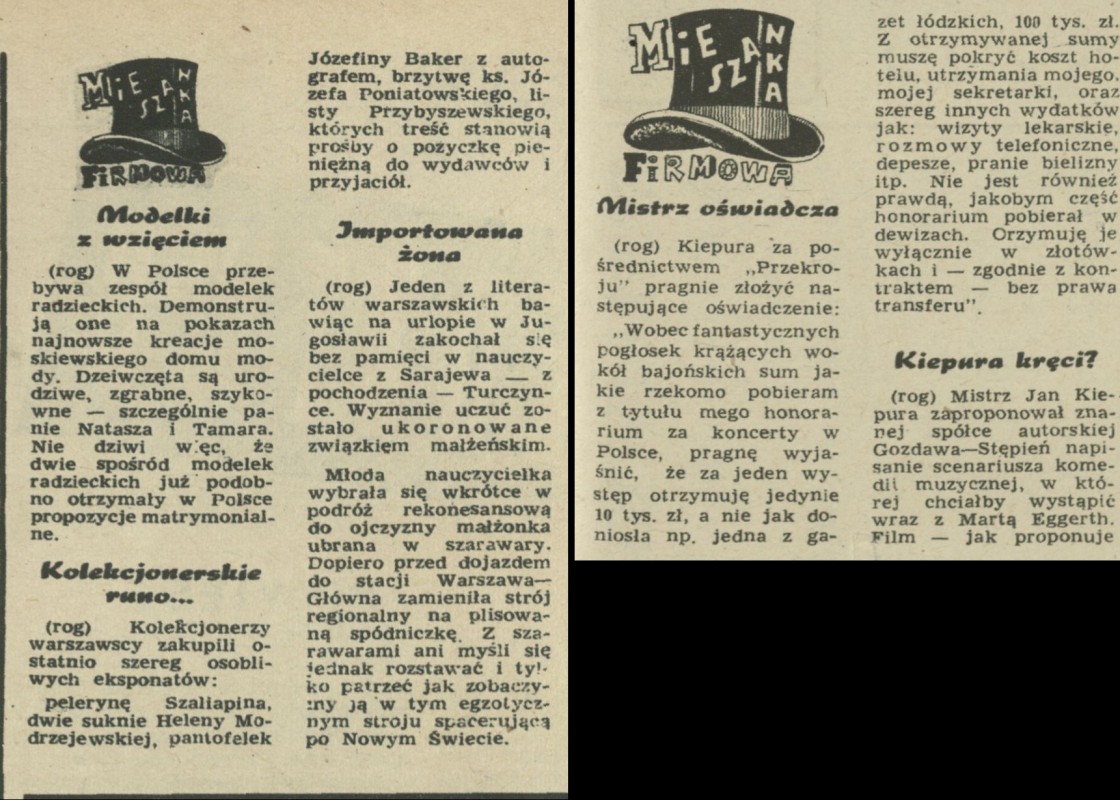 MiESZANKA
FiRMOWA
Modelki
z wzięciem
(rog) W Polsce prze-
bywa zespół modelek
radzieckich. Demonstru-
ją one na pokazach
najnowsze kreacje mo-
skiewskiego domu mo-
dy. Dzeiwczęta są uro-
dziwe, zgrabne, szyko-
wne — szczególnie pa-
nie Natasza i Tamara.
Nie dziwi więc, że
dwie spośród modelek
radzieckich już podob-
no otrzymały w Polsce
propozycje matrymonial-
ne.
Kolekcjonerskie
runo...
(rog) Kolekcjonerzy
warszawscy zakupili o-
statnio szereg osobli-
wych eksponatów:
pelerynę Szaliapina,
dwie suknie Heleny Mo-
drzejewskiej, pantofelek
Józefiny Baker z auto-
grafem, brzytwę ks. Jó-
zefa Poniatowskiego, li-
sty Przybyszewskiego,
których treść stanowią
prośby o pożyczkę pie-
niężną do wydawców i
przyjaciół.
Importowana
żona
(rog) Jeden z litera-
tów warszawskich ba-
wiąc na urlopie w Ju-
gosławii zakochał się
bez pamięci w nauczy-
cielce z Sarajewa — z
pochodzenia — Turczyn-
ce. Wyznanie uczuć zo-
stało ukoronowane
związkiem małżeńskim.
Młoda nauczycielka
wybrała się wkrótce w
podróż rekonesansową
do ojczyzny małżonka
ubrana w szarawary.
Dopiero przed dojazdem
do stacji Warszawa—
Główna zamieniła strój
regionalny na plisowa-
ną spódniczkę. Z sza-
rawarami ani myśli się
jednak rozstawać i tyl-
ko patrzeć jak zobaczy-
my ją w tym egzotycz-
nym stroju spacerującą
po Nowym Świecie.
MiESZANKA
FiRMOWA
Mistrz oświadcza
(rog) Kiepura za po-
średnictwem „Przekro-
ju" pragnie złożyć na-
stępujące oświadczenie:
„Wobec fantastycznych
pogłosek krążących wo-
kół bajońskich sum ja-
kie rzekomo pobieram
z tytułu mego honora-
rium za koncerty w
Polsce, pragnę wyja-
śnić, że za jeden wy-
stęp otrzymuję jedynie
10 tys. zł, a nie jak do-
niosła np. jedna z ga-
zet łódzkich, 100 tys. zł.
Z otrzymywanej sumy
muszę pokryć koszt ho-
telu, utrzymania mojego,
mojej sekretarki, oraz
szereg innych wydatków
jak: wizyty lekarskie,
rozmowy telefoniczne,
depesze, pranie bielizny
itp. Nie jest również
prawdą, jakobym część
honorarium pobierał w
dewizach. Orzymuję je
wyłącznie w złotów-
kach i — zgodnie z kon-
traktem — bez prawa
transferu".
Kiepura kręci?
(rog) Mistrz Jan Kie-
pura zaproponował zna-
nej spółce autorskiej
Gozdawa—Stępień napi-
sanie scenariusza kome-
dii muzycznej, w któ-
rej chciałby wystąpić
wraz z Martą Eggerth.
Film — jak proponuje